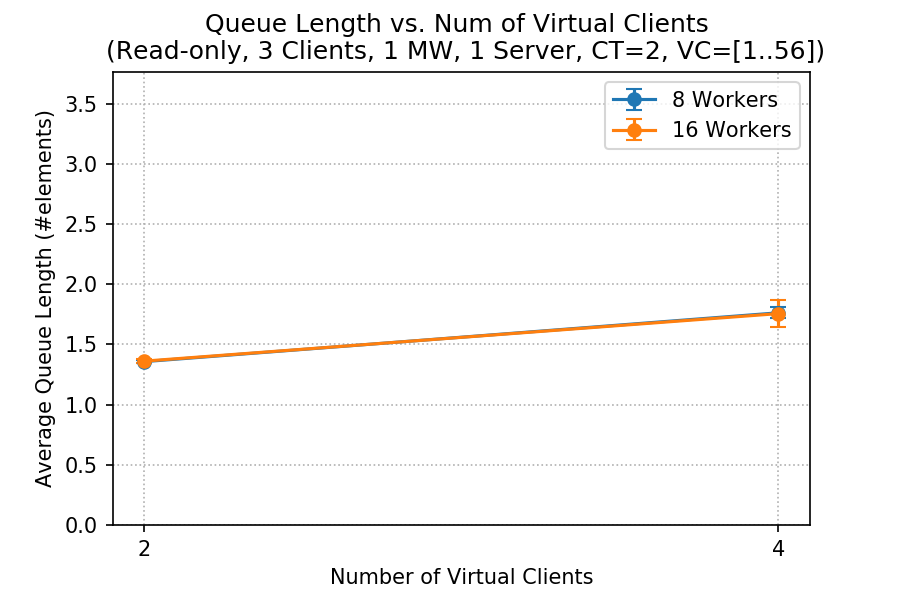 Queue Length vs. Num of Virtual Clients
(Read-only, 3 Clients, 1 MW, 1 Server, CT=2, VC=[1..56])
8 Workers
16 Workers
Average Queue Length (#elements)
3.5
3.0
2.5
2.0
1.5
1.0
0.5
0.0
2
4
Number of Virtual Clients